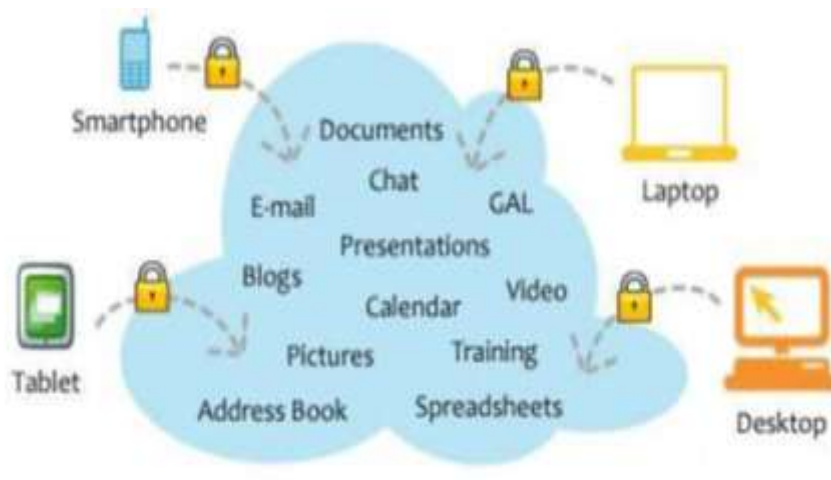 Smartphone
Documents
Chat
E-mail
GAL
Laptop
Presentations
Blogs
Video
Calendar
Pictures
Training
Tablet
Address Book
Spreadsheets
Desktop